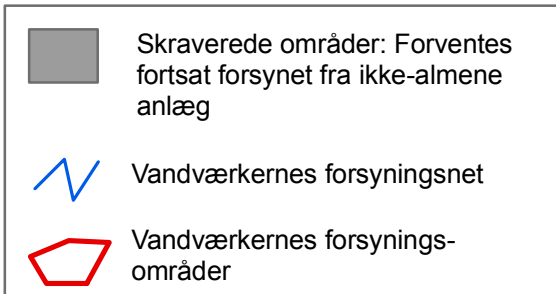 Skraverede områder: Forventes
fortsat forsynet fra ikke-almene
anlæg
Vandværkernes forsyningsnet
Vandværkernes forsynings-
områder